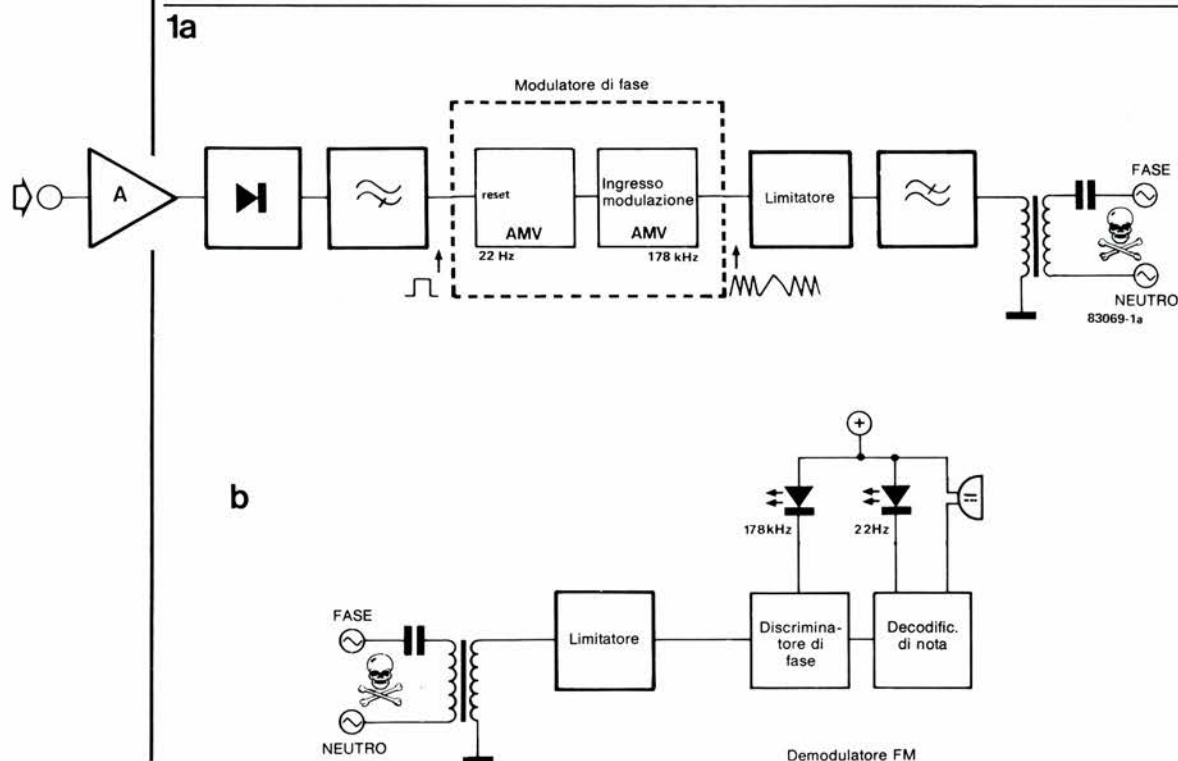 1a
Modulatore di fase
A
reset
AMV
22 Hz
Ingresso
modulazione
AMV
178 kHz
Limitatore
FASE
NEUTRO
83069-1a
b
178kHz
22Hz
FASE
NEUTRO
Limitatore
Discrimina-
tore di
fase
Decodific.
di nota
Demodulatore FM